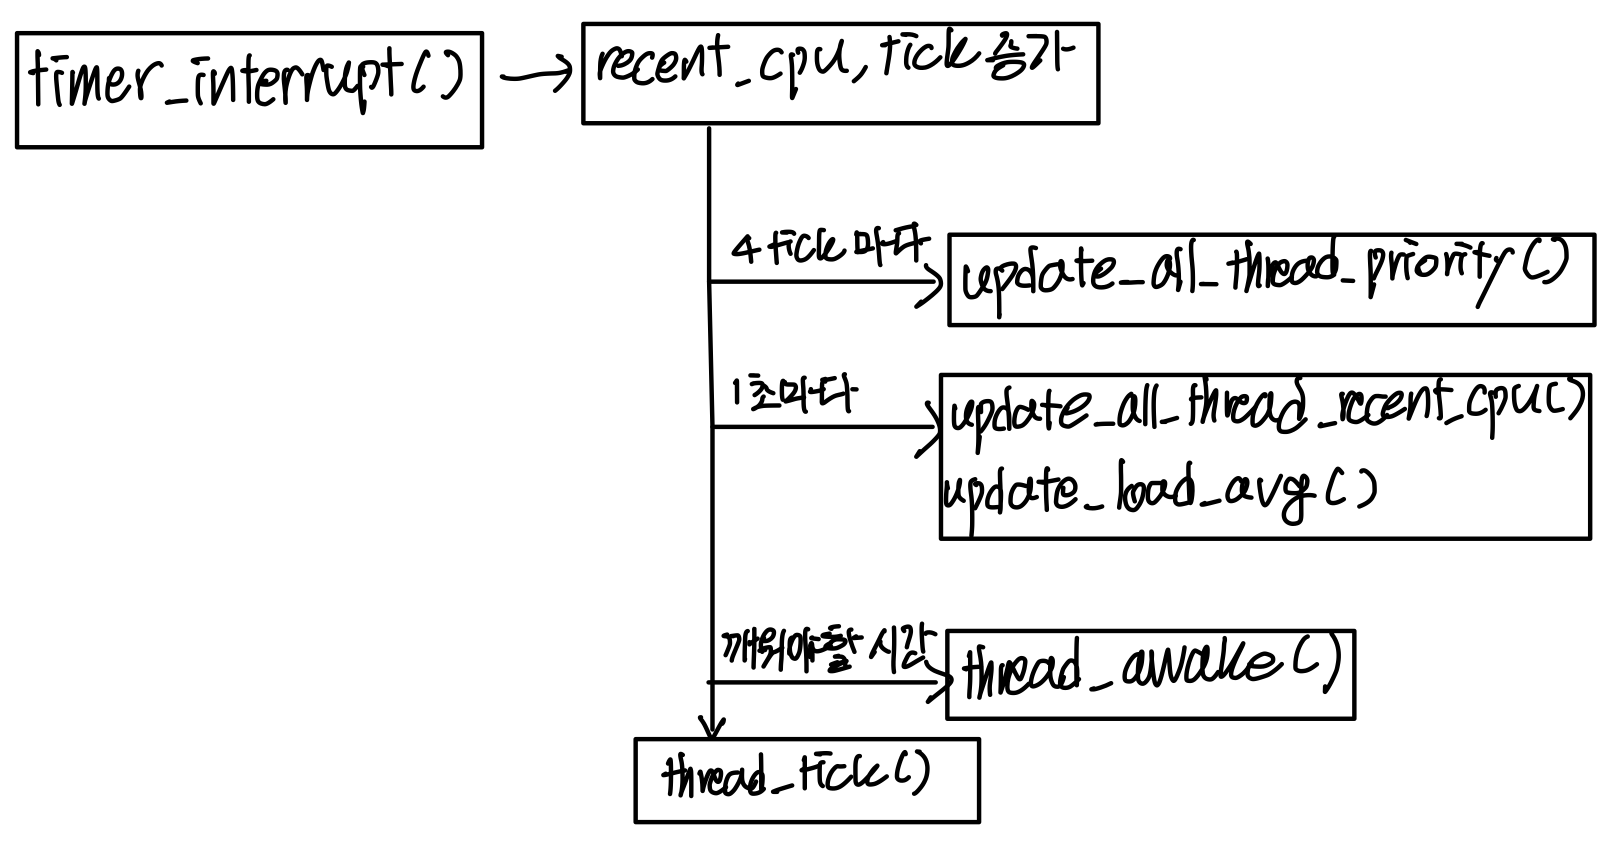 timer_interrupt()
recent_cpu, tick 증가
4 tick 마다
update_all_thread_priority()
1초마다
update_all_thread_recent_cpu()
update_load_avg()
깨워야할 시간
thread_awake()
thread_tick()